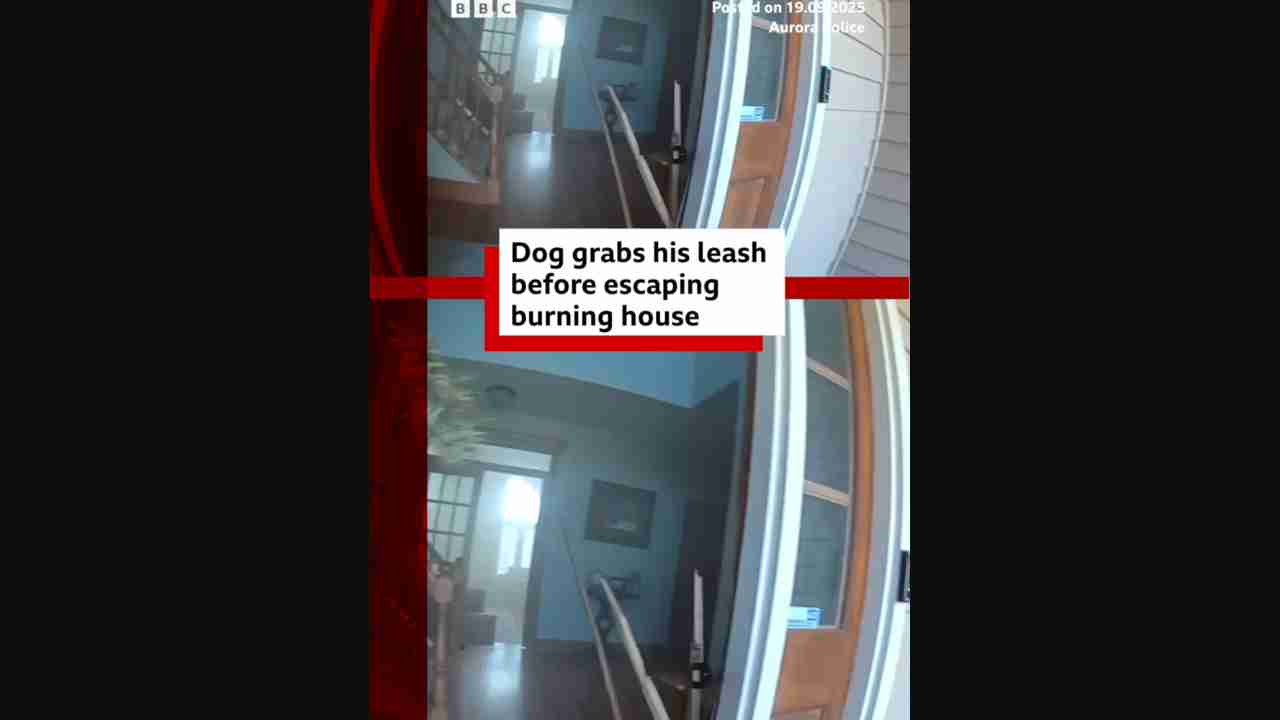 BBC
Posted on 19.09.2025
Aurora Police
Dog grabs his leash
before escaping
burning house